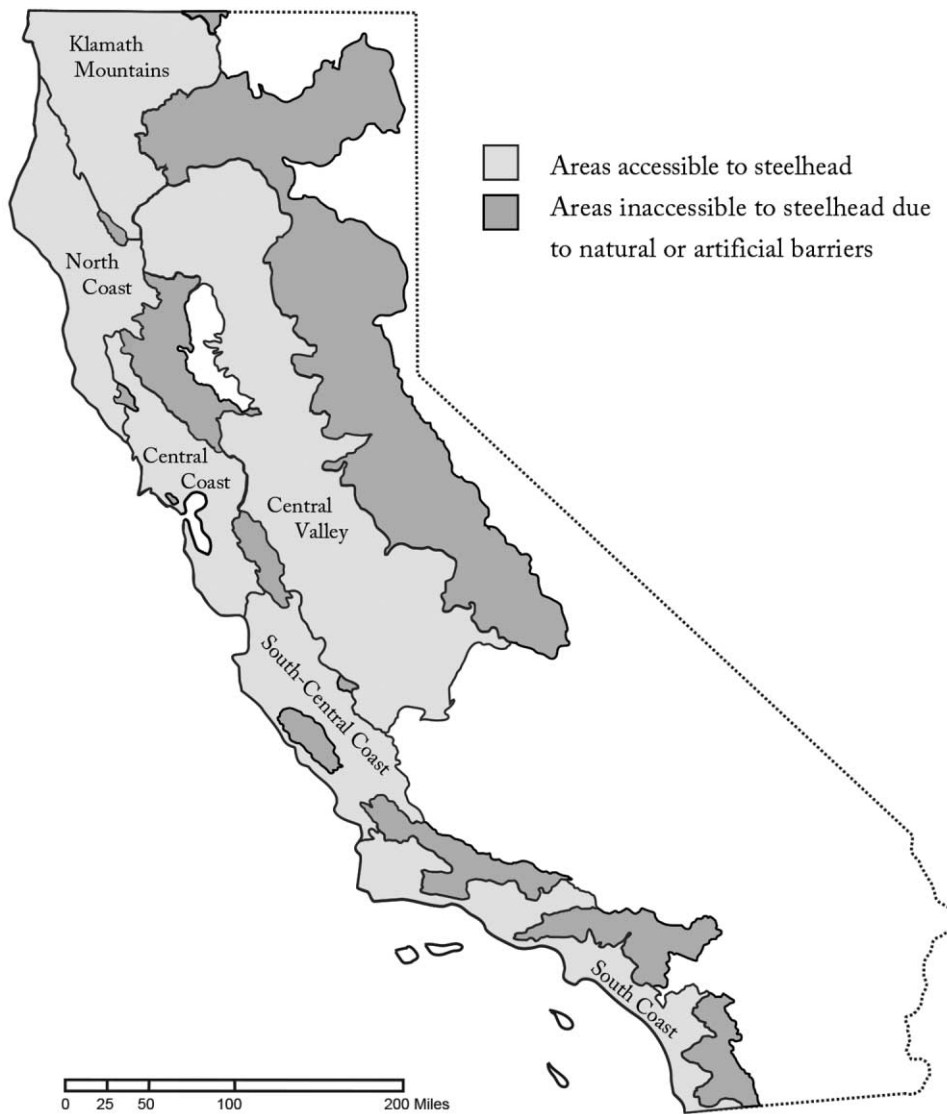 Klamath
Mountains
Areas accessible to steelhead
Areas inaccessible to steelhead due
to natural or artificial barriers
North
Coast
Central
Coast
Central
Valley
South-Central Coast
South Coast
0 25 50 100 200 Miles